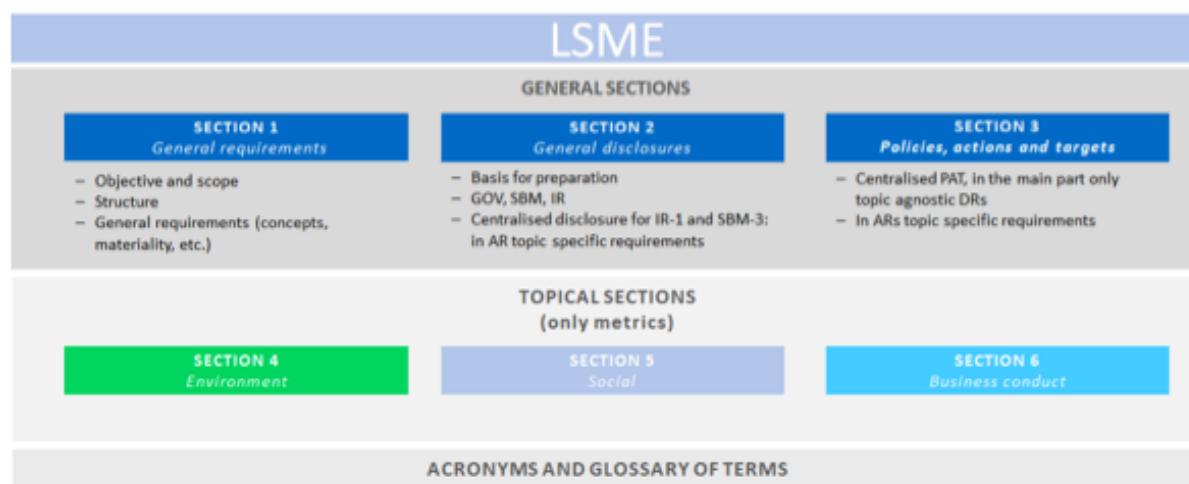 LSME
GENERAL SECTIONS
SECTION 1
General requirements
– Objective and scope
– Structure
– General requirements (concepts,
materiality, etc.)
SECTION 2
General disclosures
– Basis for preparation
– GOV, SBM, IR
– Centralised disclosure for IR-1 and SBM-3:
in AR topic specific requirements
SECTION 3
Policies, actions and targets
– Centralised PAT, in the main part only
topic agnostic DRs
– In ARs topic specific requirements
TOPICAL SECTIONS
(only metrics)
SECTION 4
Environment
SECTION 5
Social
SECTION 6
Business conduct
ACRONYMS AND GLOSSARY OF TERMS